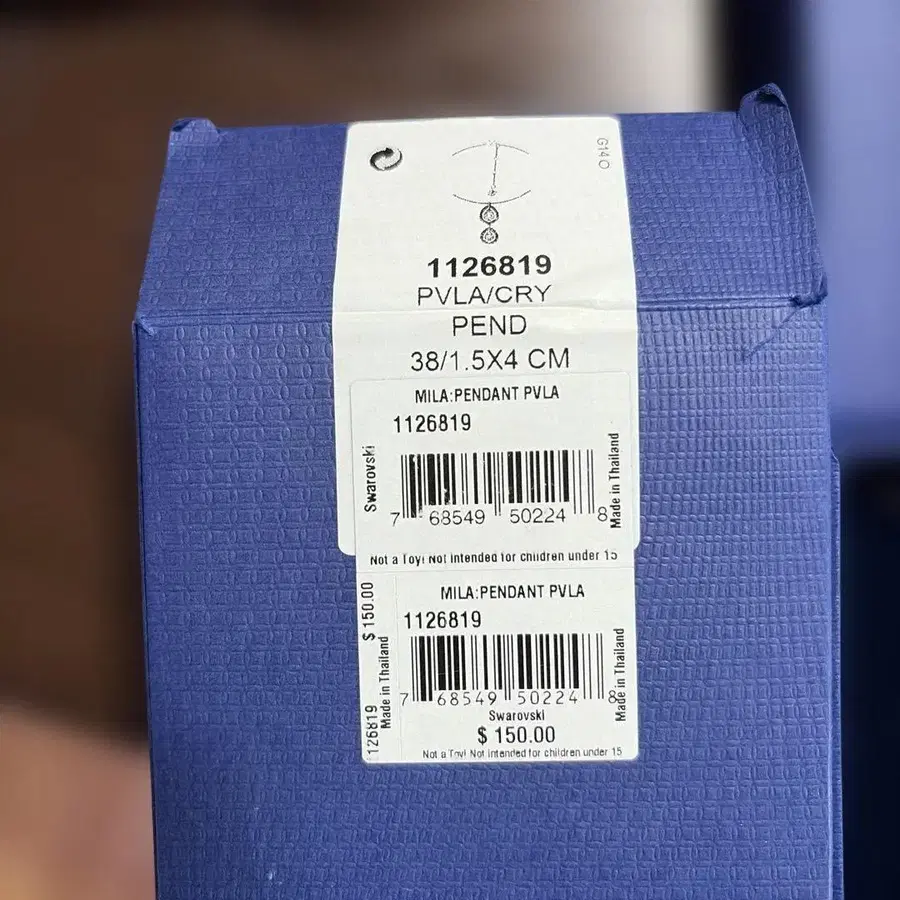 G14 O
1126819
PVLA/CRY
PEND
38/1.5X4 CM
MILA:PENDANT PVLA
1126819
Swarovski
Made in Thailand
7 68549 50224 8
Not a Toy! Not intended for children under 15
$ 150.00
Made in Thailand
1126819
MILA:PENDANT PVLA
1126819
Made in Thailand
7 68549 50224 8
Swarovski
$ 150.00
Not a Toy! Not intended for children under 15